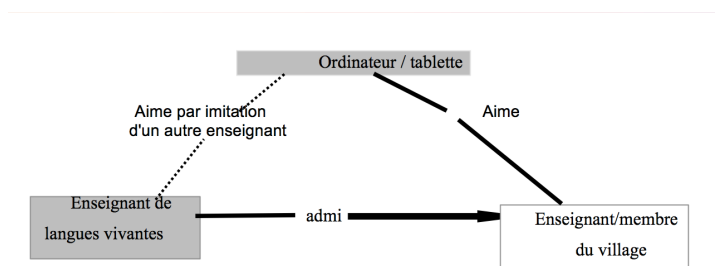 Ordinateur / tablette
Aime par imitation
d'un autre enseignant
Aime
Enseignant de
langues vivantes
admi
Enseignant/membre
du village